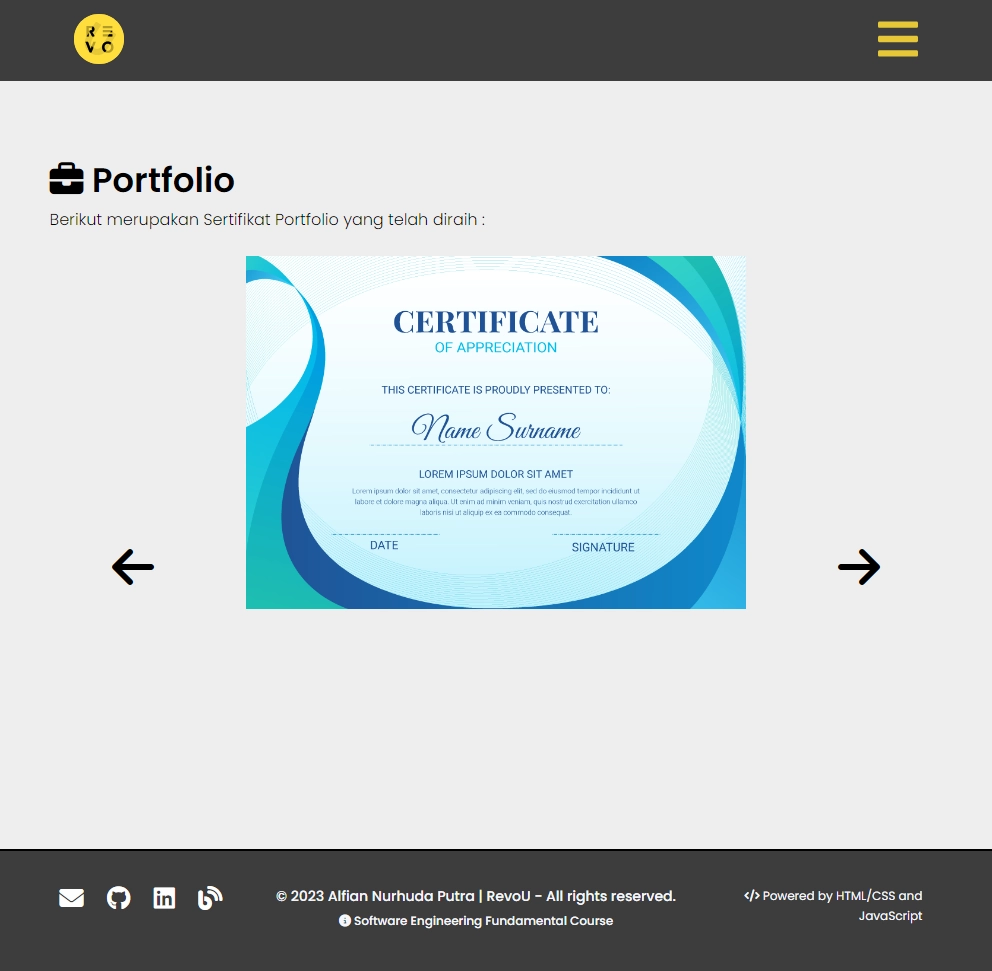 REVO
Portfolio
Berikut merupakan Sertifikat Portfolio yang telah diraih :
CERTIFICATE
OF APPRECIATION
THIS CERTIFICATE IS PROUDLY PRESENTED TO:
Name Surname
LOREM IPSUM DOLOR SIT AMET
Lorem ipsum dolor sit amet, consectetur adipiscing elit, sed do eiusmod tempor incididunt ut
labore et dolore magna aliqua. Ut enim ad minim veniam, quis nostrud exercitation ullamco
laboris nisi ut aliquip ex ea commodo consequat.
DATE
SIGNATURE
© 2023 Alfian Nurhuda Putra | RevoU - All rights reserved.
Software Engineering Fundamental Course
Powered by HTML/CSS and
JavaScript